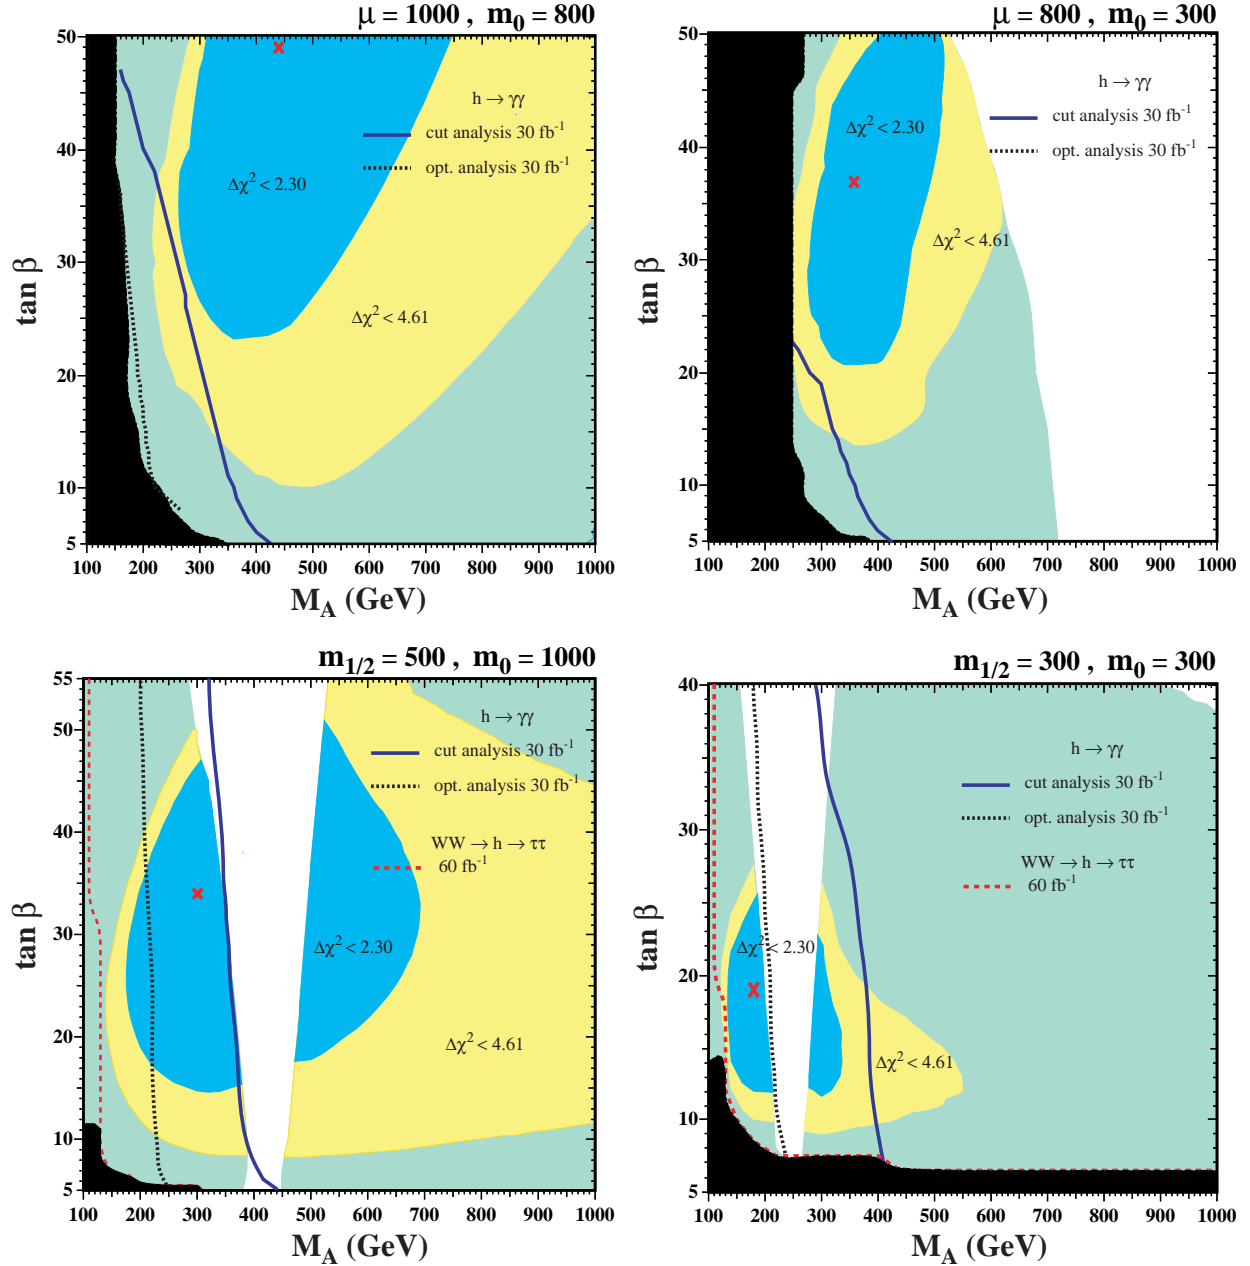 μ = 1000 , m0 = 800
50
40
30
20
10
5
tan β
h → γγ
cut analysis 30 fb-1
opt. analysis 30 fb-1
Δχ2 < 2.30
Δχ2 < 4.61
100 200 300 400 500 600 700 800 900 1000
MA (GeV)
μ = 800 , m0 = 300
50
40
30
20
10
5
tan β
h → γγ
cut analysis 30 fb-1
opt. analysis 30 fb-1
Δχ2 < 2.30
Δχ2 < 4.61
100 200 300 400 500 600 700 800 900 1000
MA (GeV)
m1/2 = 500 , m0 = 1000
55
50
40
30
20
10
5
tan β
h → γγ
cut analysis 30 fb-1
opt. analysis 30 fb-1
WW → h → ττ
60 fb-1
Δχ2 < 2.30
Δχ2 < 4.61
100 200 300 400 500 600 700 800 900 1000
MA (GeV)
m1/2 = 300 , m0 = 300
40
30
20
10
5
tan β
h → γγ
cut analysis 30 fb-1
opt. analysis 30 fb-1
WW → h → ττ
60 fb-1
Δχ2 < 2.30
Δχ2 < 4.61
100 200 300 400 500 600 700 800 900 1000
MA (GeV)